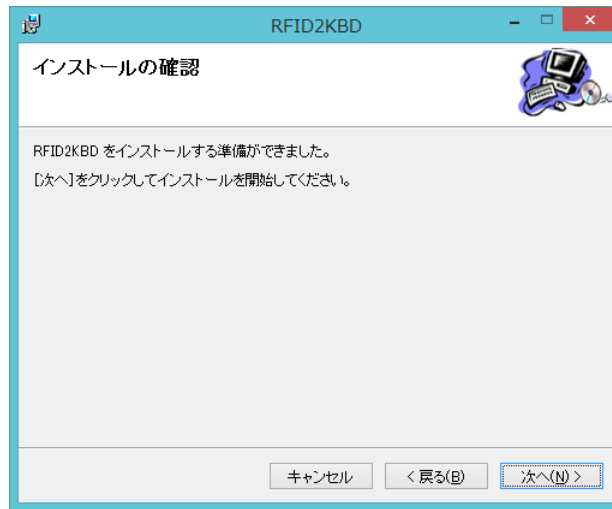 RFID2KBD
インストールの確認
RFID2KBD をインストールする準備ができました。
[次へ]をクリックしてインストールを開始してください。
キャンセル
< 戻る(B)
次へ(N) >